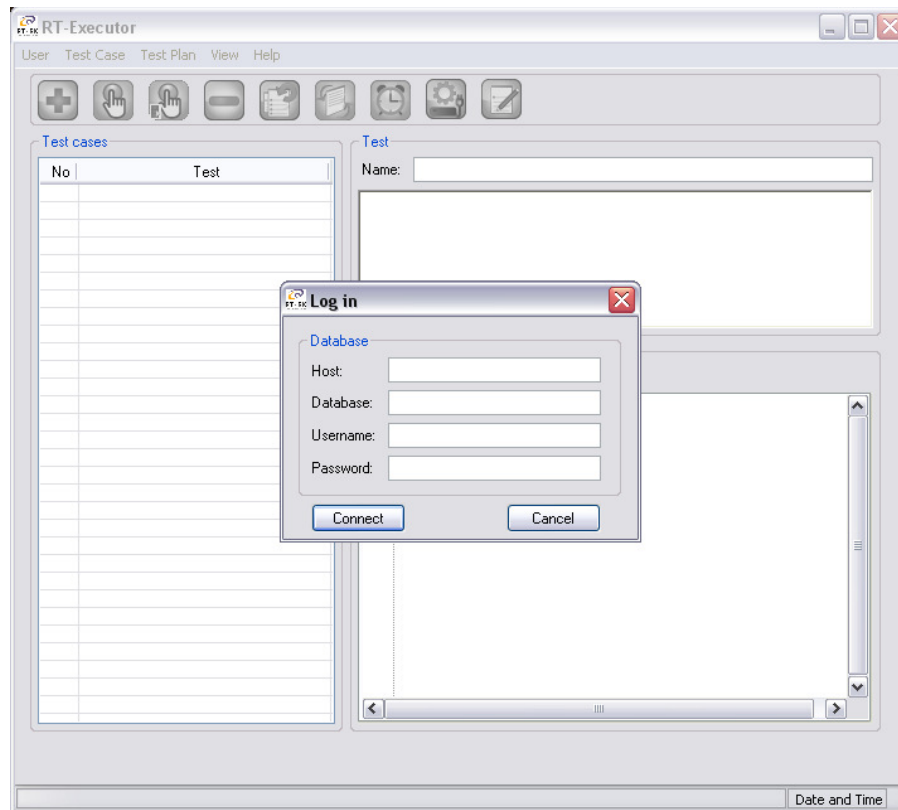 RT-Executor
User Test Case Test Plan View Help
Test cases
No Test
Test
Name:
Log in
Database
Host:
Database:
Username:
Password:
Connect Cancel
Date and Time